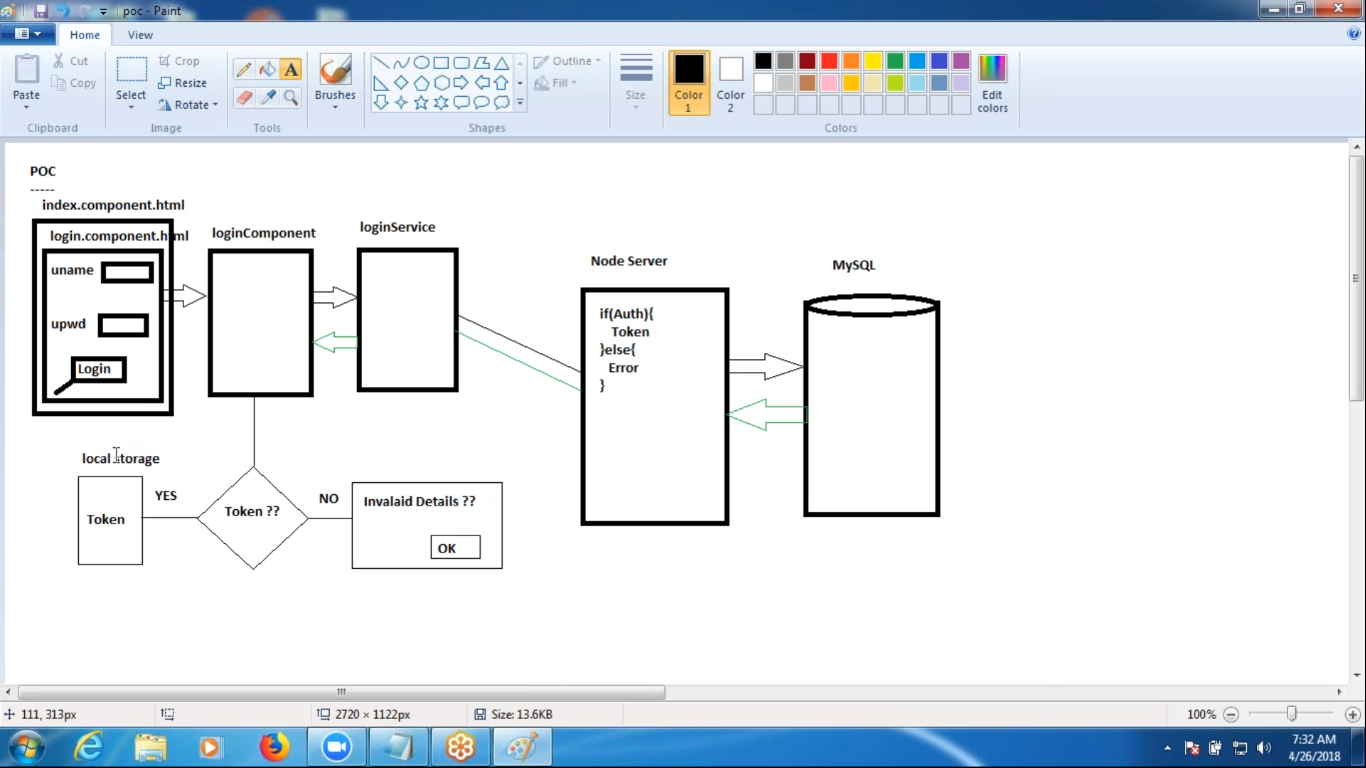 poc - Paint
Home
View
Paste
Cut
Copy
Clipboard
Select
Crop
Resize
Rotate
Image
Tools
Brushes
Outline
Fill
Shapes
Size
Color 1
Color 2
Edit colors
Colors
POC
-----
index.component.html
login.component.html
uname
upwd
Login
loginComponent
loginService
Node Server
if(Auth){
Token
}else{
Error
}
MySQL
local storage
Token
YES
Token ??
NO
Invalaid Details ??
OK
111, 313px
2720 × 1122px
Size: 13.6KB
100%
7:32 AM
4/26/2018